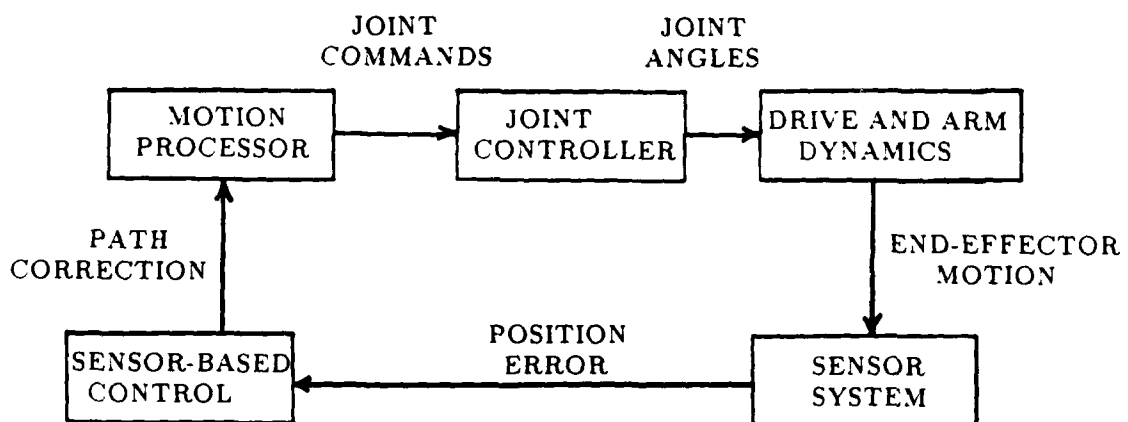 JOINT
COMMANDS
JOINT
ANGLES
MOTION
PROCESSOR
JOINT
CONTROLLER
DRIVE AND ARM
DYNAMICS
PATH
CORRECTION
END-EFFECTOR
MOTION
POSITION
ERROR
SENSOR-BASED
CONTROL
SENSOR
SYSTEM